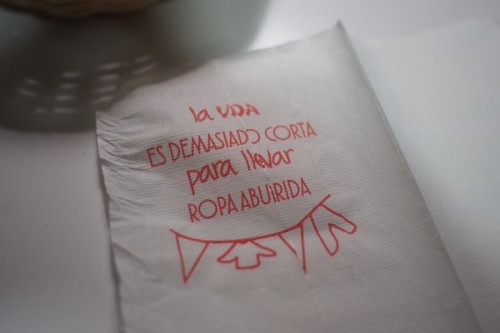 la VIDA
ES DEMASIADO CORTA
para llevar
ROPA ABURRIDA